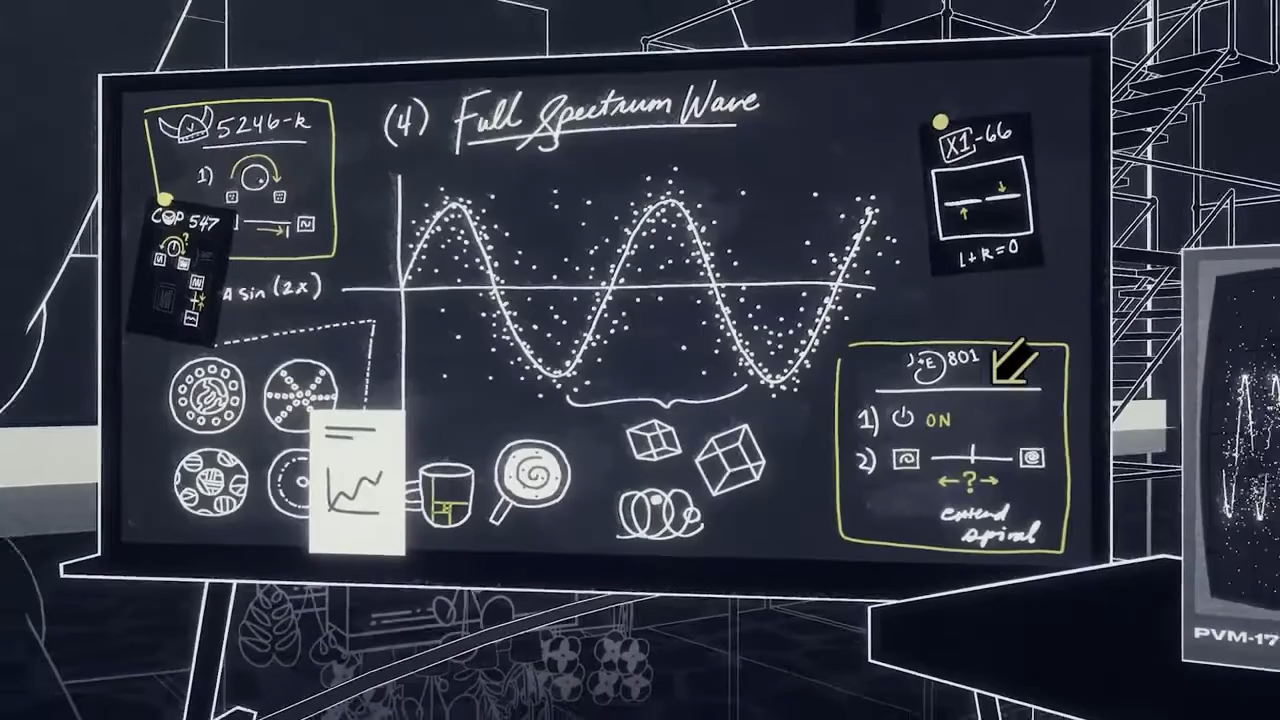 (4) Full Spectrum Wave
5246-k
1)
547
A sin (2x)
X1-66
L+R=0
E 801
1) ON
2)
←?→
extend
spiral
PVM-17